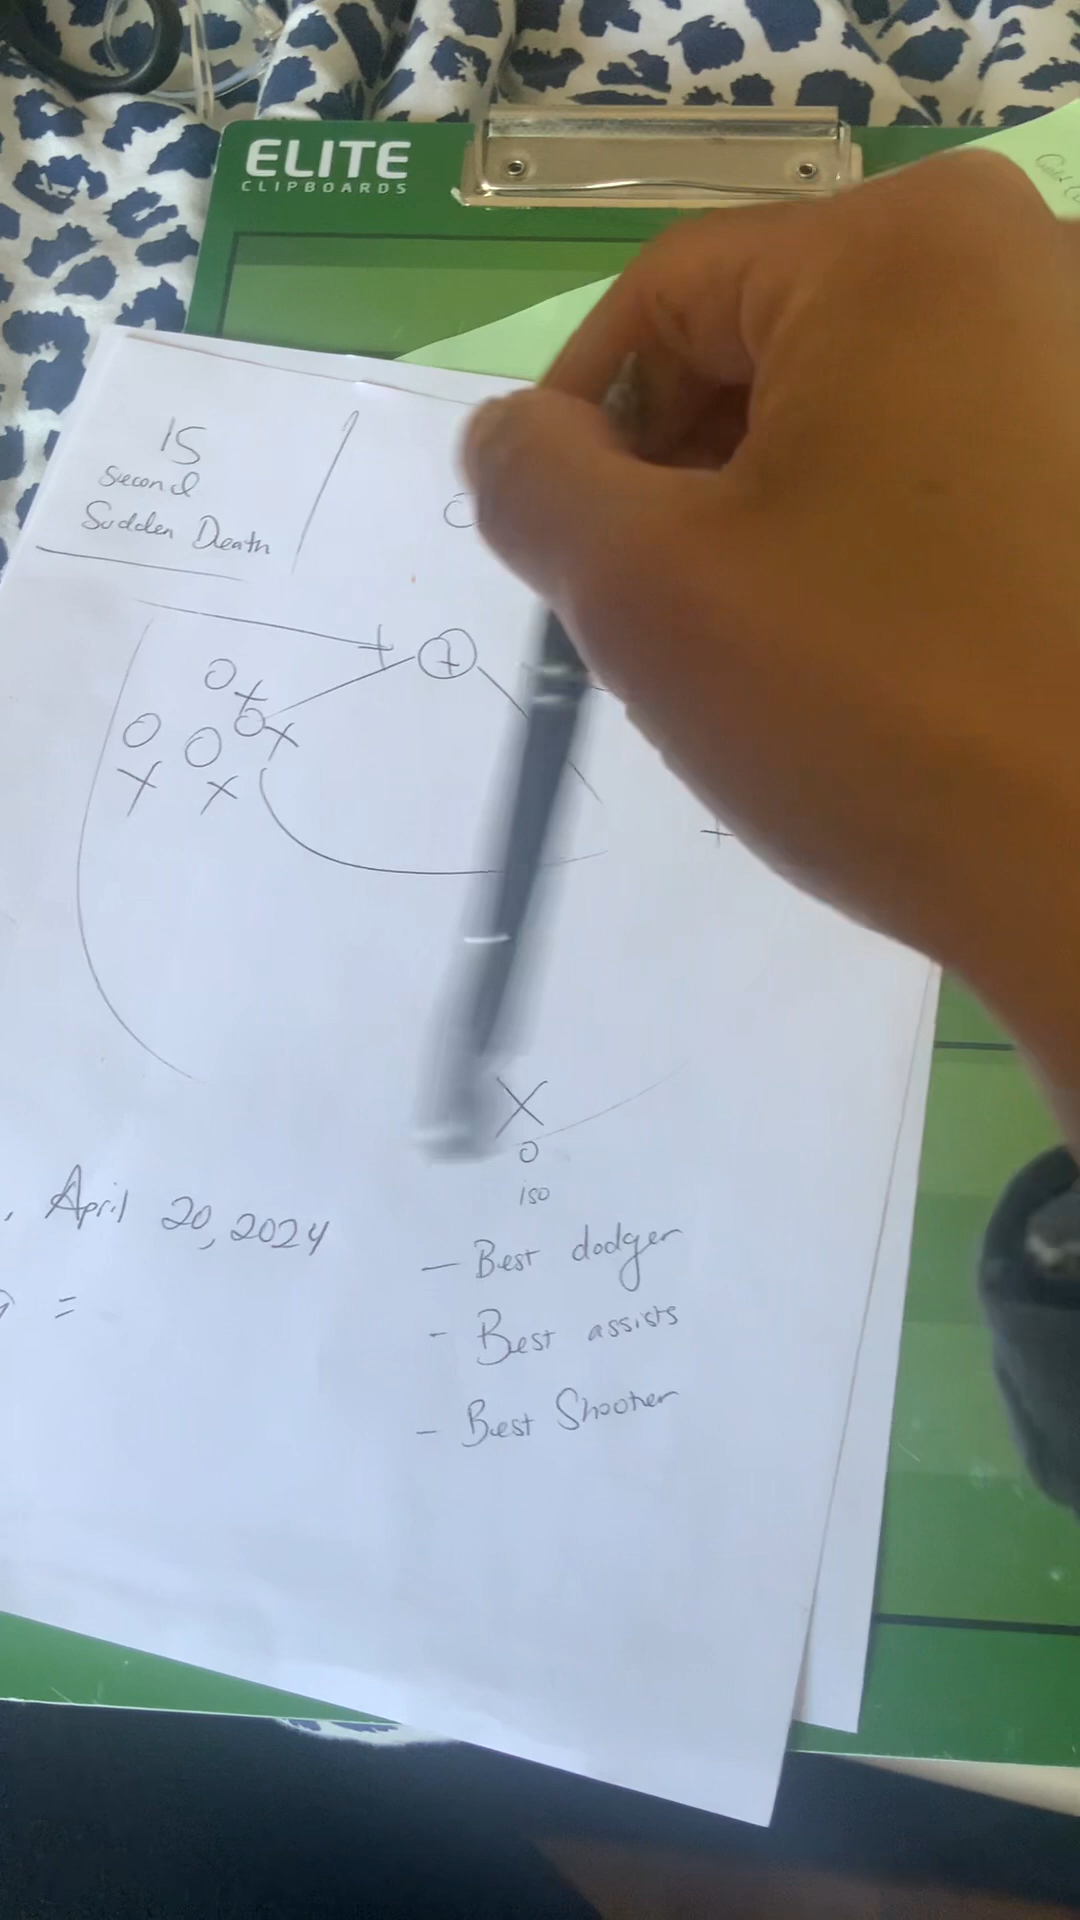 ELITE
CLIPBOARDS
15
Second
Sudden Death
O
+
+
O
+
O
O
O
X
X
X
+
X
O
iso
, April 20, 2024
=
- Best dodger
- Best assists
- Best Shooter